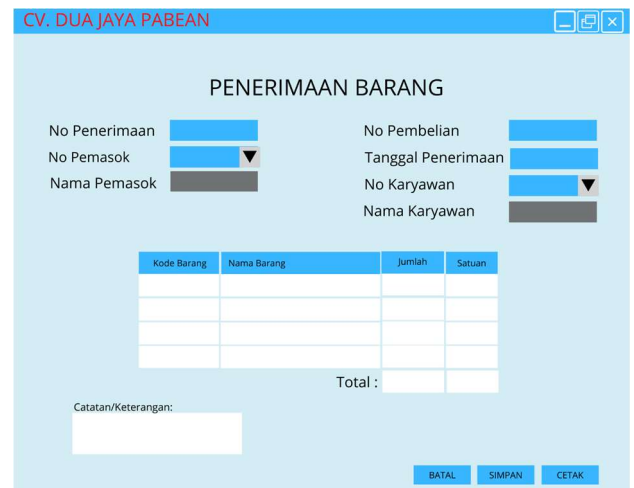 CV. DUA JAYA PABEAN
PENERIMAAN BARANG
No Penerimaan
No Pembelian
No Pemasok
Tanggal Penerimaan
Nama Pemasok
No Karyawan
Nama Karyawan
Kode Barang Nama Barang Jumlah Satuan
Total :
Catatan/Keterangan:
BATAL SIMPAN CETAK